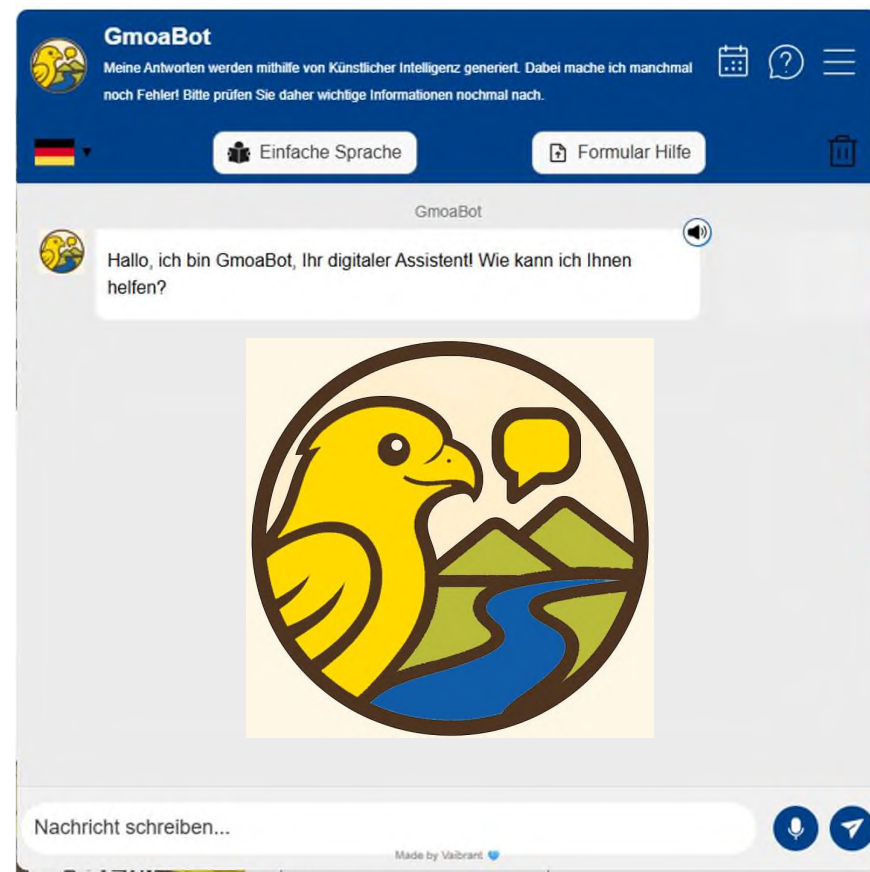 GmoaBot
Meine Antworten werden mithilfe von Künstlicher Intelligenz generiert. Dabei mache ich manchmal
noch Fehler! Bitte prüfen Sie daher wichtige Informationen nochmal nach.
Einfache Sprache
Formular Hilfe
GmoaBot
Hallo, ich bin GmoaBot, Ihr digitaler Assistent! Wie kann ich Ihnen
helfen?
Nachricht schreiben...
Made by Vaibrant